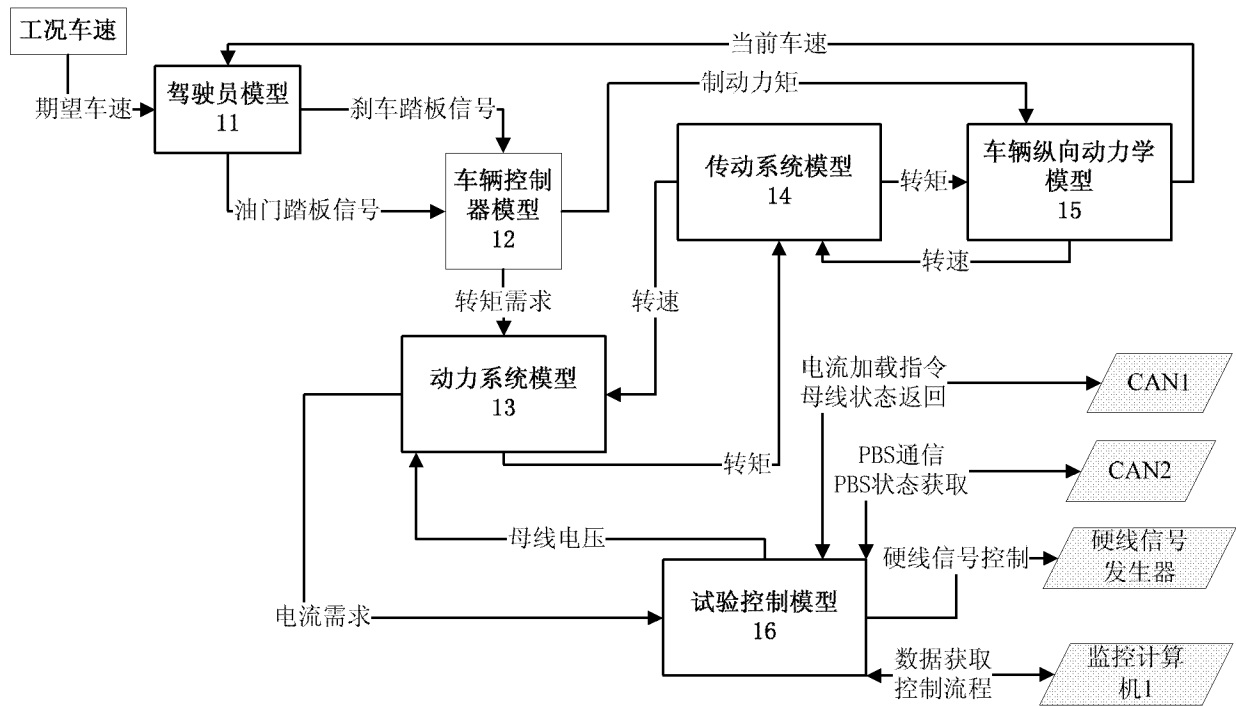 工况车速
当前车速
期望车速
驾驶员模型
11
刹车踏板信号
制动力矩
油门踏板信号
车辆控制
器模型
12
传动系统模型
14
转矩
车辆纵向动力学
模型
15
转速
转矩需求
转速
动力系统模型
13
转矩
电流加载指令
母线状态返回
CAN1
PBS通信
PBS状态获取
CAN2
母线电压
硬线信号控制
硬线信号
发生器
电流需求
试验控制模型
16
数据获取
控制流程
监控计算
机1